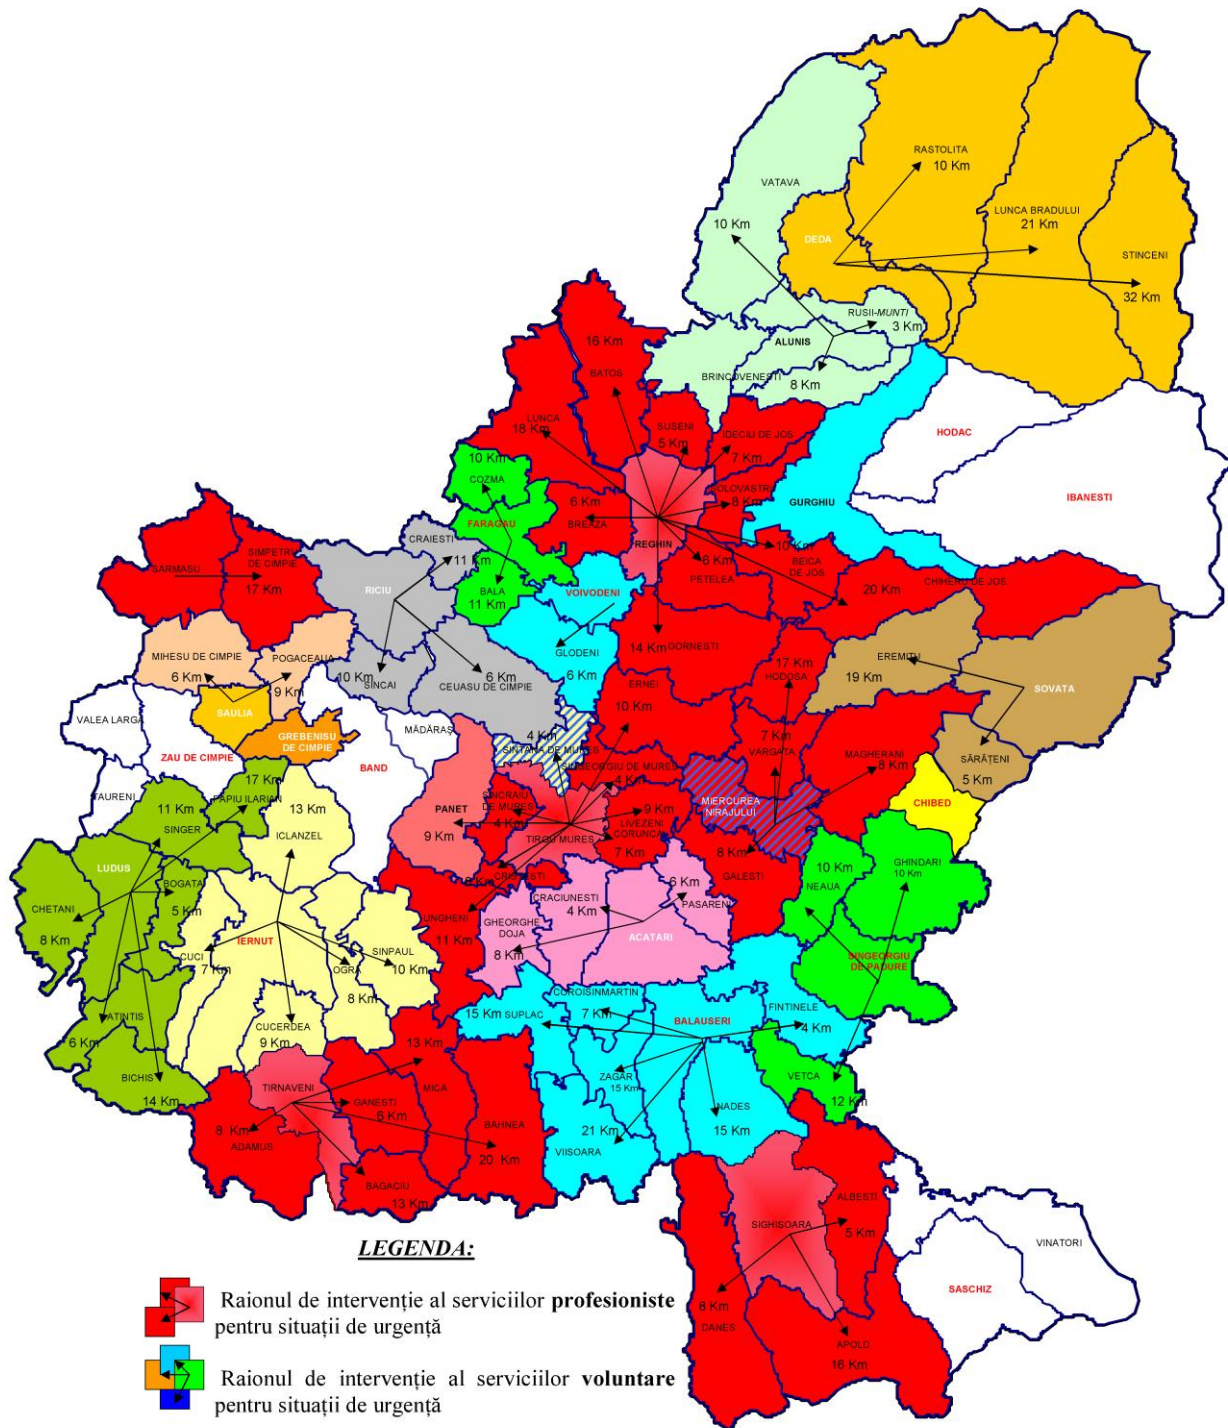 RASTOLITA
10 Km
VATAVA
LUNCA BRADULUI
21 Km
10 Km
DEDA
STINCENI
32 Km
RUSII-MUNTI
3 Km
ALUNIS
16 Km
BATOS
BRINCOVENESTI
8 Km
LUNCA
18 Km
SUSENI
5 Km
IDECIU DE JOS
7 Km
HODAC
10 Km
COZMA
SOLOVASTRU
8 Km
IBANESTI
6 Km
BREAZA
GURGHIU
FARAGAU
CRAIESTI
11 Km
REGHIN
10 Km
BEICA
DE JOS
6 Km
PETELEA
SARMASU
SIMPETRU
DE CIMPIE
17 Km
RICIU
BALA
11 Km
VOIVODENI
20 Km
CHIHERU DE JOS
MIHESU DE CIMPIE
6 Km
POGACEAUA
9 Km
10 Km
SINCAI
6 Km
CEUASU DE CIMPIE
GLODENI
6 Km
14 Km
GORNESTI
17 Km
HODOSA
EREMITU
19 Km
SOVATA
ERNEI
10 Km
VALEA LARGA
SAULIA
GREBENISU
DE CIMPIE
MĂDĂRAȘ
4 Km
SINTANA DE MURES
7 Km
VARGATA
MAGHERANI
8 Km
SĂRĂȚENI
5 Km
ZAU DE CIMPIE
BAND
SINGEORGIU DE MURES
4 Km
TAURENI
17 Km
PAPIU ILARIAN
11 Km
SINGER
13 Km
ICLANZEL
PANET
9 Km
SINCRAIU
DE MURES
4 Km
TIRGU MURES
9 Km
LIVEZENI
CORUNCA
7 Km
MIERCUREA
NIRAJULUI
CHIBED
LUDUS
BOGATA
5 Km
CRISTESTI
8 Km
GALESTI
10 Km
NEAUA
GHINDARI
10 Km
CHETANI
8 Km
UNGHENI
11 Km
GHEORGHE
DOJA
8 Km
CRACIUNESTI
4 Km
6 Km
PASARENI
ACATARI
IERNUT
CUCI
7 Km
OGRA
8 Km
SINPAUL
10 Km
SINGEORGIU
DE PADURE
ATINTIS
6 Km
CUCERDEA
9 Km
15 Km SUPLAC
COROISINMARTIN
7 Km
BALAUSERI
FINTINELE
4 Km
BICHIS
14 Km
TIRNAVENI
13 Km
MICA
ZAGAR
15 Km
VETCA
12 Km
GANESTI
6 Km
8 Km
ADAMUS
BAHNEA
20 Km
21 Km
VIISOARA
NADES
15 Km
BAGACIU
13 Km
ALBESTI
5 Km
SIGHISOARA
VINATORI
SASCHIZ
8 Km
DANES
APOLD
16 Km
LEGENDA:
Raionul de intervenție al serviciilor profesioniste
pentru situații de urgență
Raionul de intervenție al serviciilor voluntare
pentru situații de urgență